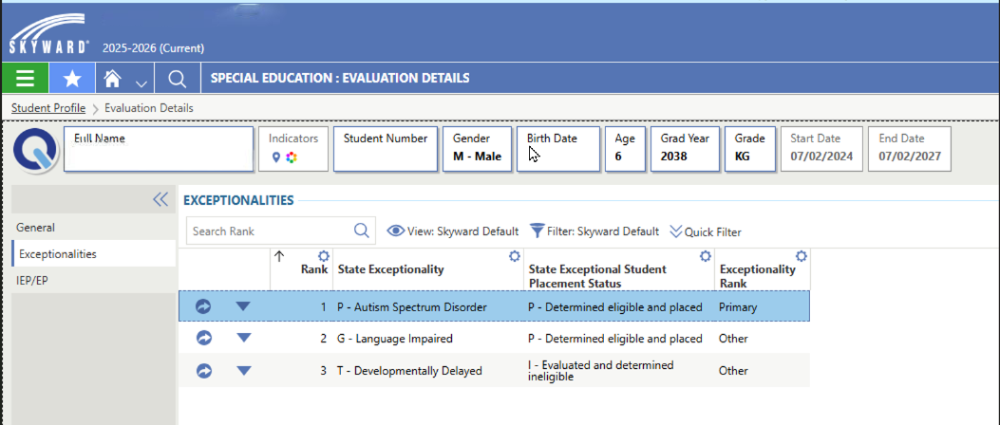 SKYWARD® 2025-2026 (Current)
SPECIAL EDUCATION : EVALUATION DETAILS
Student Profile > Evaluation Details
Full Name
Indicators
Student Number
Gender
M - Male
Birth Date
Age
6
Grad Year
2038
Grade
KG
Start Date
07/02/2024
End Date
07/02/2027
General
Exceptionalities
IEP/EP
EXCEPTIONALITIES
Search Rank View: Skyward Default Filter: Skyward Default Quick Filter
Rank State Exceptionality State Exceptional Student Placement Status Exceptionality Rank
1 P - Autism Spectrum Disorder P - Determined eligible and placed Primary
2 G - Language Impaired P - Determined eligible and placed Other
3 T - Developmentally Delayed I - Evaluated and determined ineligible Other